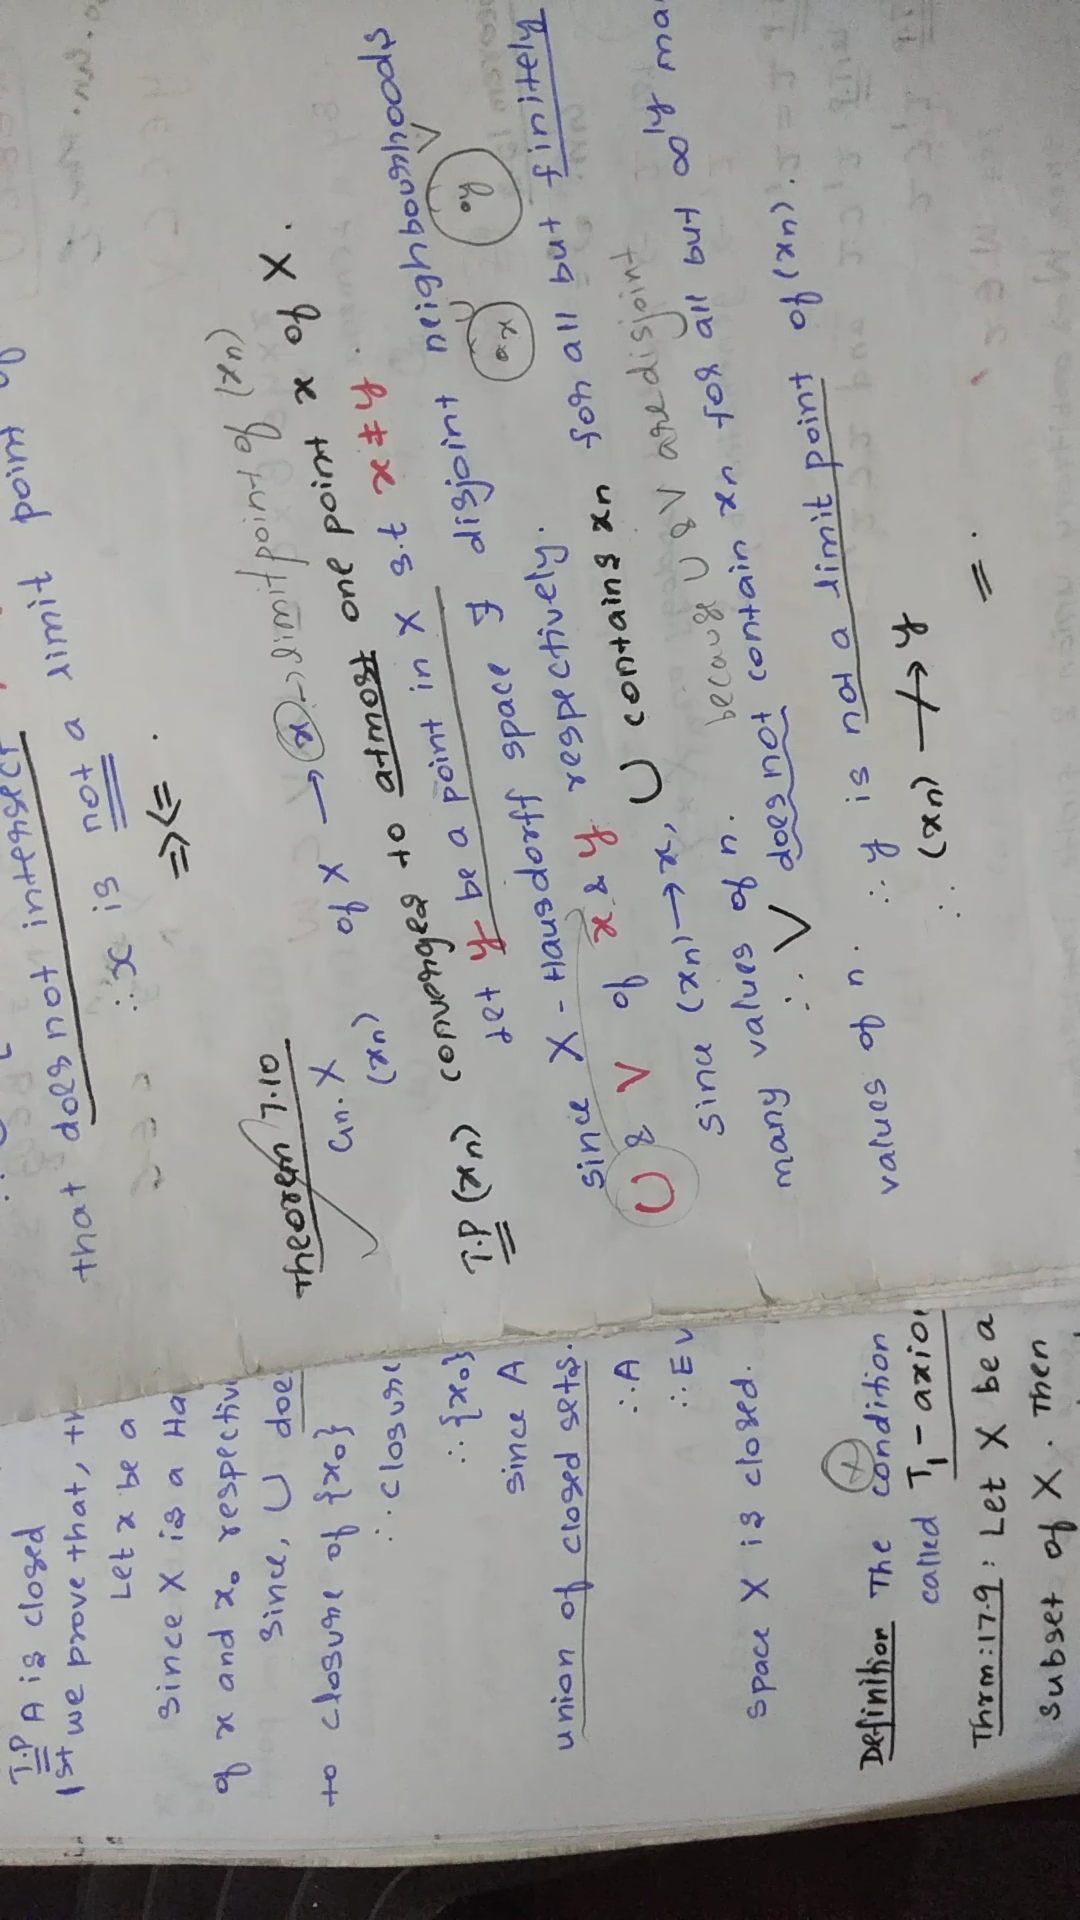 that does not intersect
∴ x is not a limit point of
=><= .
Theorem 17.10
Gn. X
(xn) of X → x → limit point of (xn)
T.P (xn) converges to atmost one point x of X.
Let y be a point in X s.t x ≠ y.
Since X - Hausdorff space ∃ disjoint neighbourhoods
U & V of x & y respectively.
U V
Since (xn) → x, U contains xn for all but finitely
many values of n. because U & V are disjoint
∴ V does not contain xn for all but ∞'ly ma
values of n. ∴ y is not a limit point of (xn).
∴ (xn) y
= .
T.P A is closed
1st we prove that, th
Let x be a
Since X is a Ha
of x and x₀ respectiv
Since, U doe
to closure of {x₀}
∴ closure
∴ {x₀}
Since A
union of closed sets.
∴ A
∴ Ev
space X is closed.
Definition The condition
called T₁ - axiom
Thrm: 17.9: Let X be a
subset of X. Then